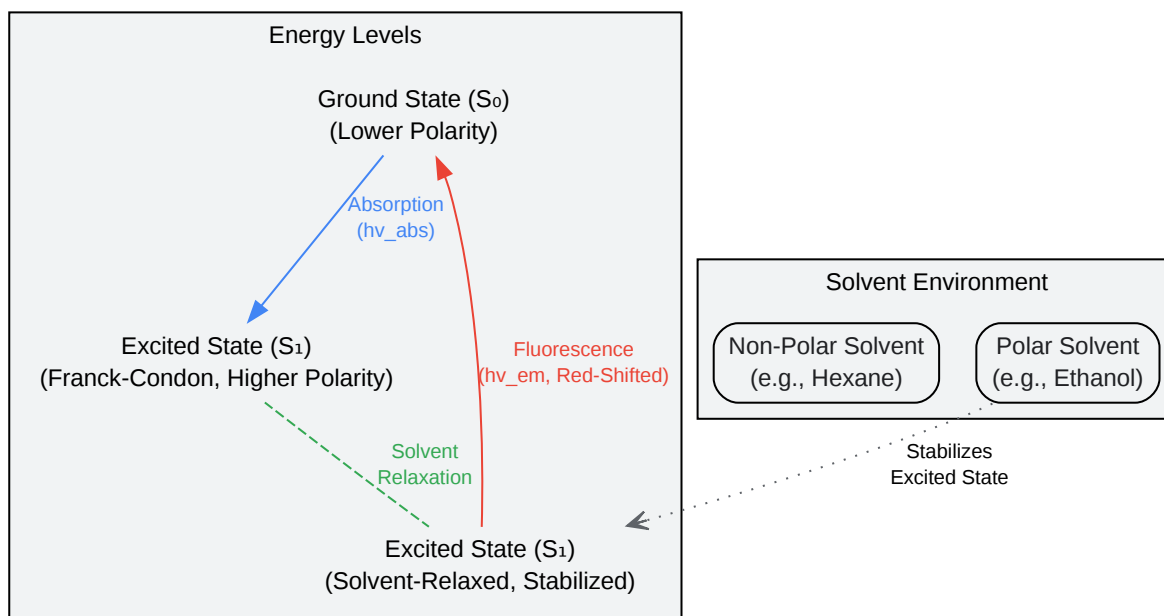 Energy Levels
Ground State (S₀)
(Lower Polarity)
Absorption
(hv_abs)
Excited State (S₁)
(Franck-Condon, Higher Polarity)
Fluorescence
(hv_em, Red-Shifted)
Solvent
Relaxation
Excited State (S₁)
(Solvent-Relaxed, Stabilized)
Solvent Environment
Non-Polar Solvent
(e.g., Hexane)
Polar Solvent
(e.g., Ethanol)
Stabilizes
Excited State